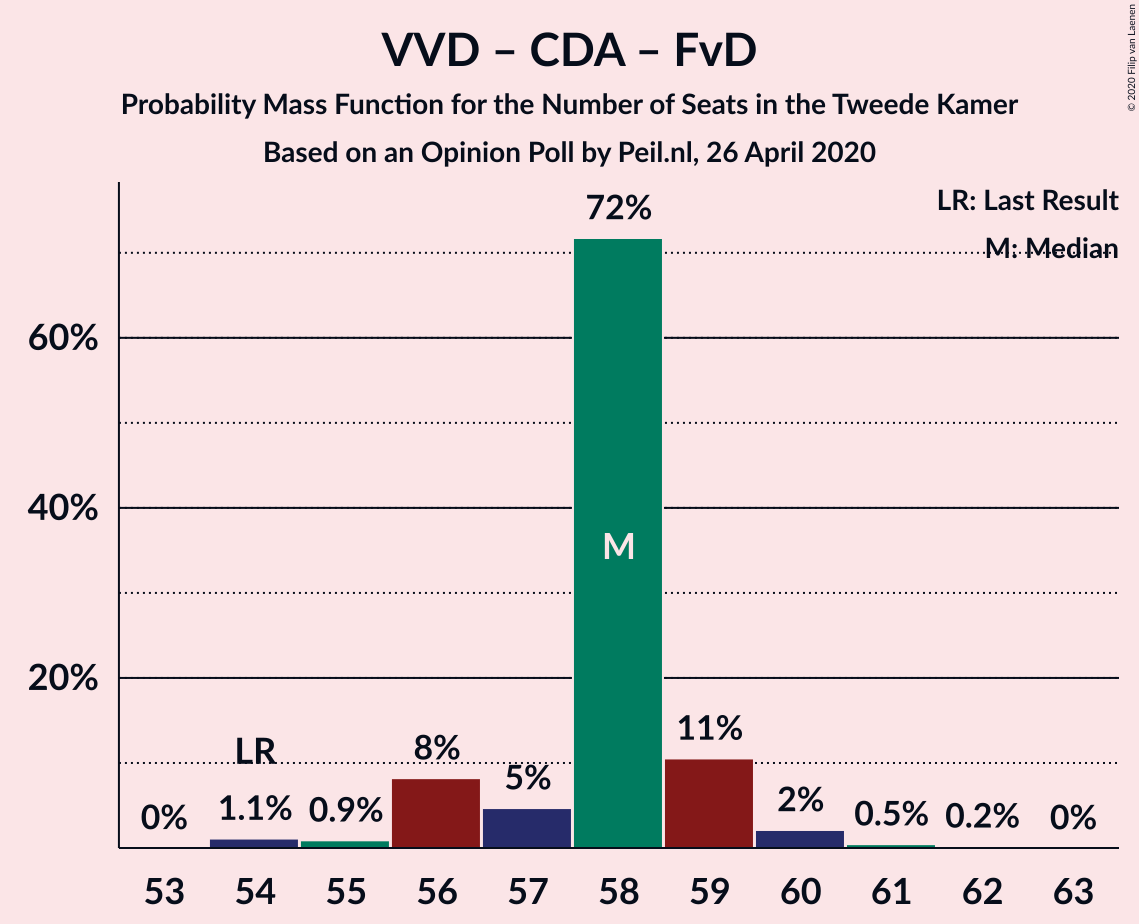 VVD – CDA – FvD
Probability Mass Function for the Number of Seats in the Tweede Kamer
Based on an Opinion Poll by Peil.nl, 26 April 2020
© 2020 Filip van Laenen
LR: Last Result
M: Median
72%
60%
40%
20%
M
LR
0%
1.1%
0.9%
8%
5%
11%
2%
0.5%
0.2%
0%
53 54 55 56 57 58 59 60 61 62 63